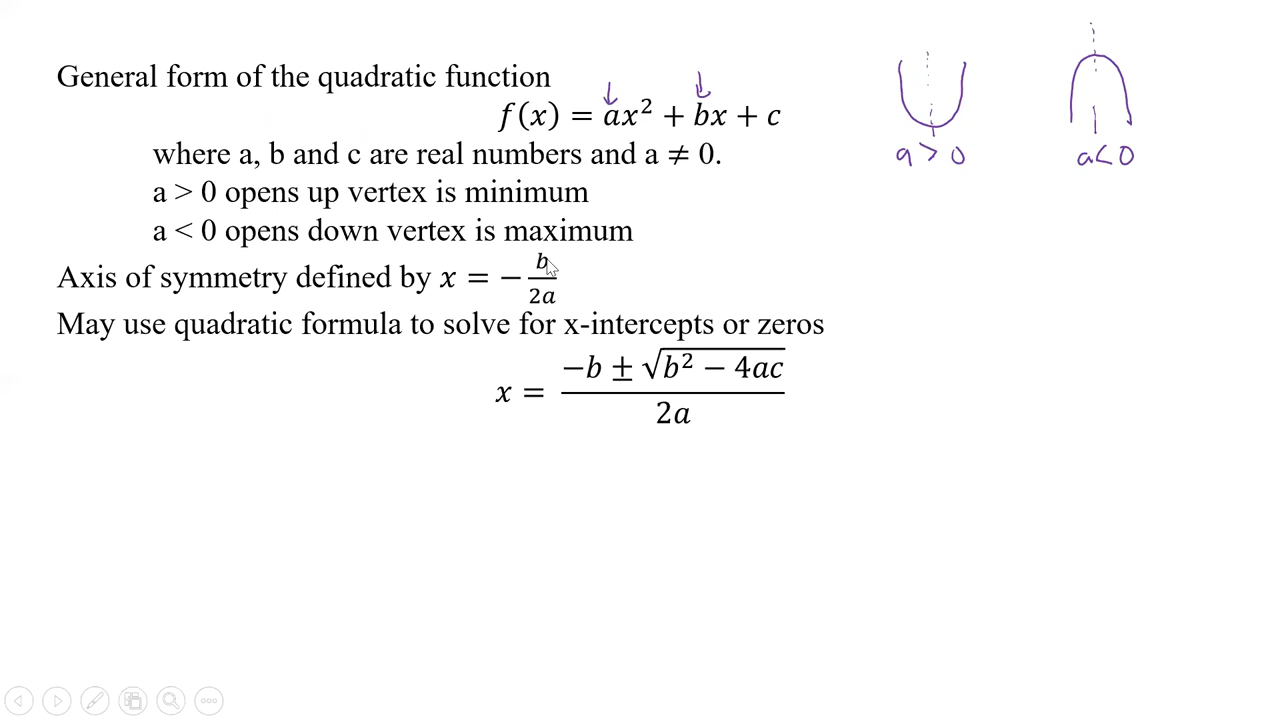 General form of the quadratic function
f(x) = ax² + bx + c
where a, b and c are real numbers and a ≠ 0.
a > 0 opens up vertex is minimum
a < 0 opens down vertex is maximum
Axis of symmetry defined by x = −b/2a
May use quadratic formula to solve for x-intercepts or zeros
x = (−b ± √(b² − 4ac))/2a
a > 0
a < 0